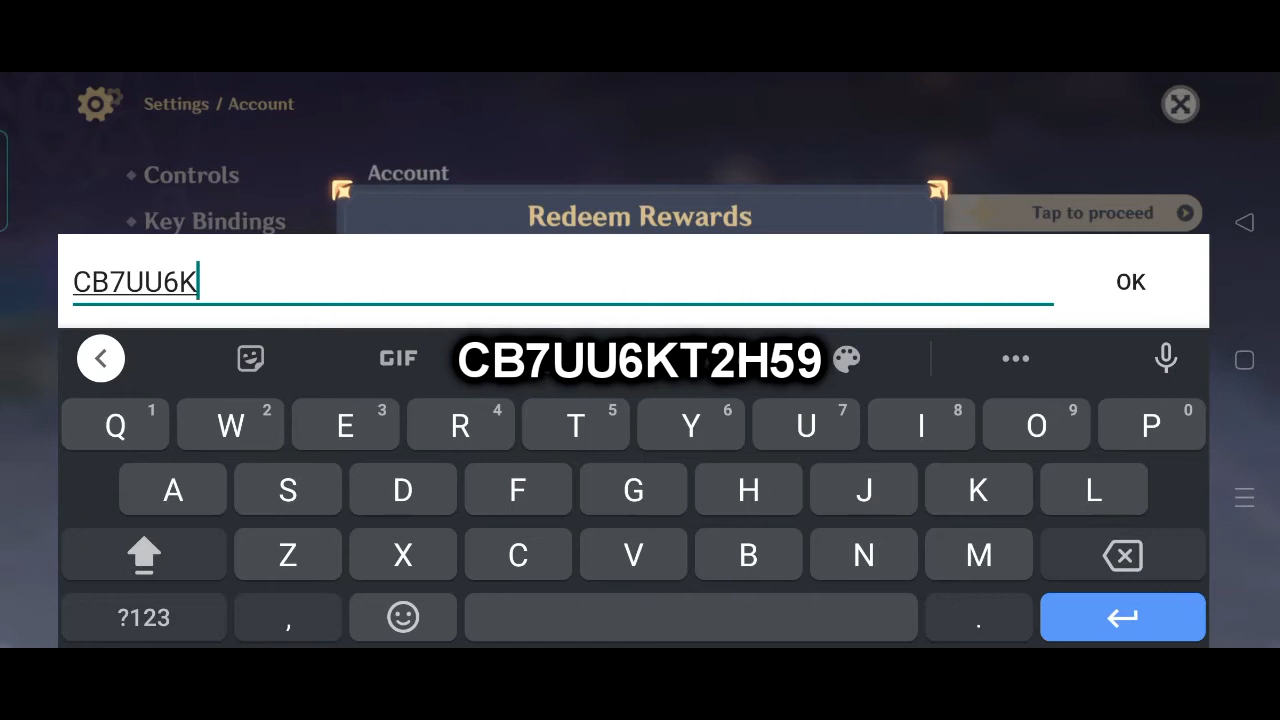 Settings / Account
Controls
Account
Key Bindings
Redeem Rewards
Tap to proceed
CB7UU6K
OK
GIF
CB7UU6KT2H59
Q 1 W 2 E 3 R 4 T 5 Y 6 U 7 I 8 O 9 P 0
A S D F G H J K L
Z X C V B N M
?123 , .